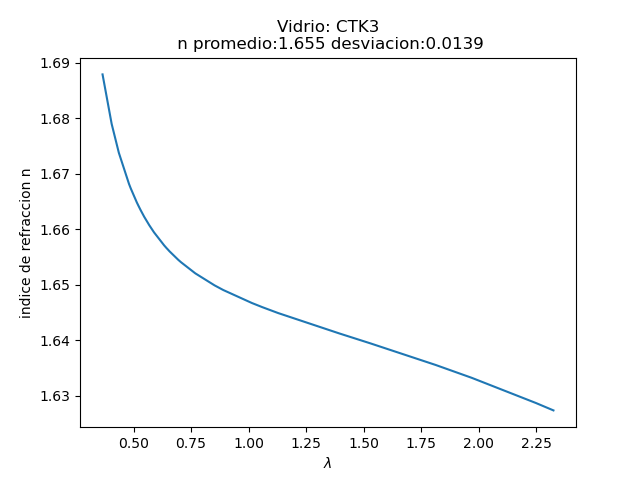 Vidrio: CTK3
n promedio:1.655 desviacion:0.0139
1.69
1.68
1.67
1.66
1.65
1.64
1.63
indice de refraccion n
0.50 0.75 1.00 1.25 1.50 1.75 2.00 2.25
λ